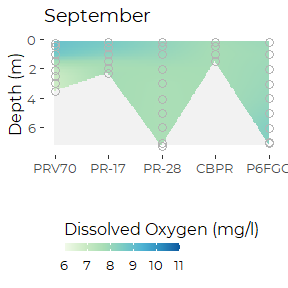 September
Depth (m)
0
2
4
6
PRV70 PR-17 PR-28 CBPR P6FGC
Dissolved Oxygen (mg/l)
6 7 8 9 10 11